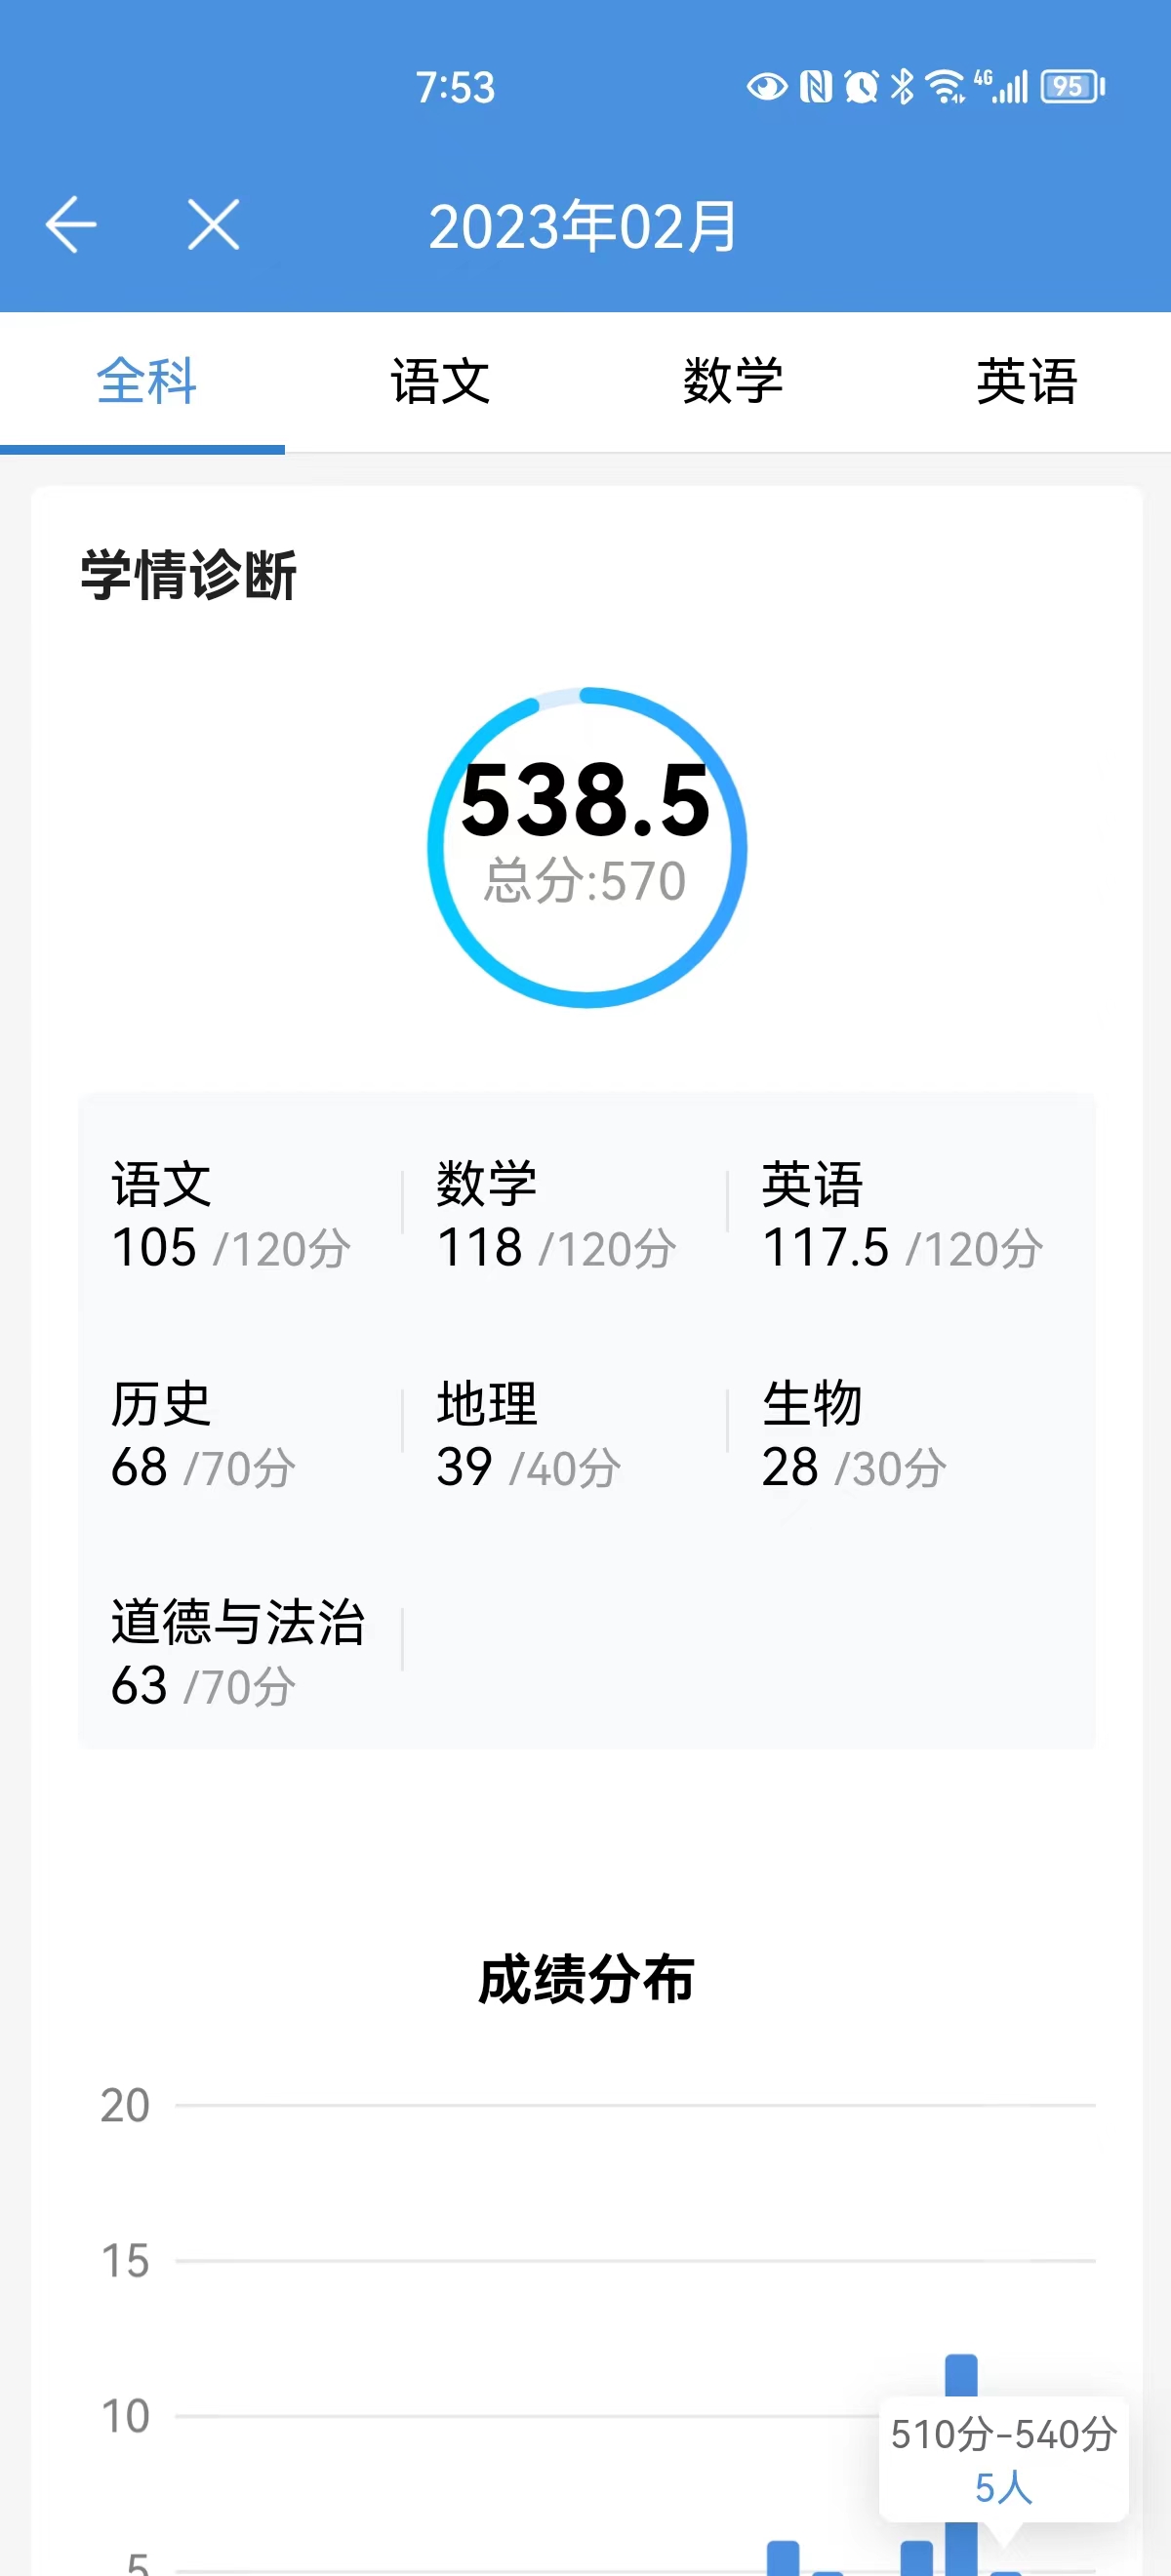 7:53
4G
95
2023年02月
全科 语文 数学 英语
学情诊断
538.5
总分:570
语文 数学 英语
105 /120分 118 /120分 117.5 /120分
历史 地理 生物
68 /70分 39 /40分 28 /30分
道德与法治
63 /70分
成绩分布
20
15
10
510分-540分
5人
5